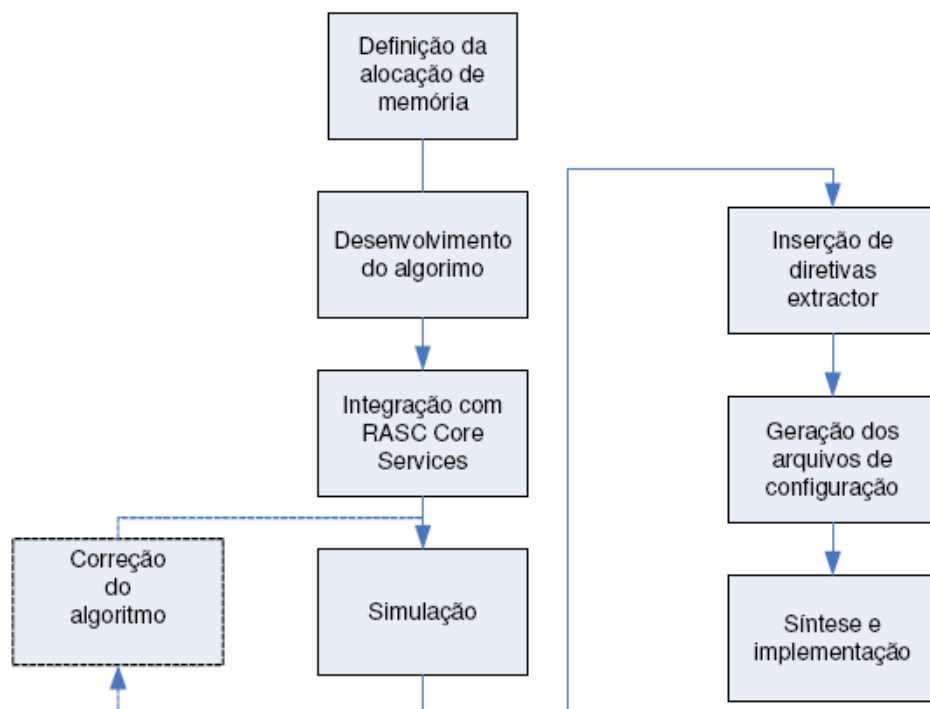 Definição da
alocação de
memória
Desenvolvimento
do algorimo
Integração com
RASC Core
Services
Correção
do
algoritmo
Simulação
Inserção de
diretivas
extractor
Geração dos
arquivos de
configuração
Síntese e
implementação